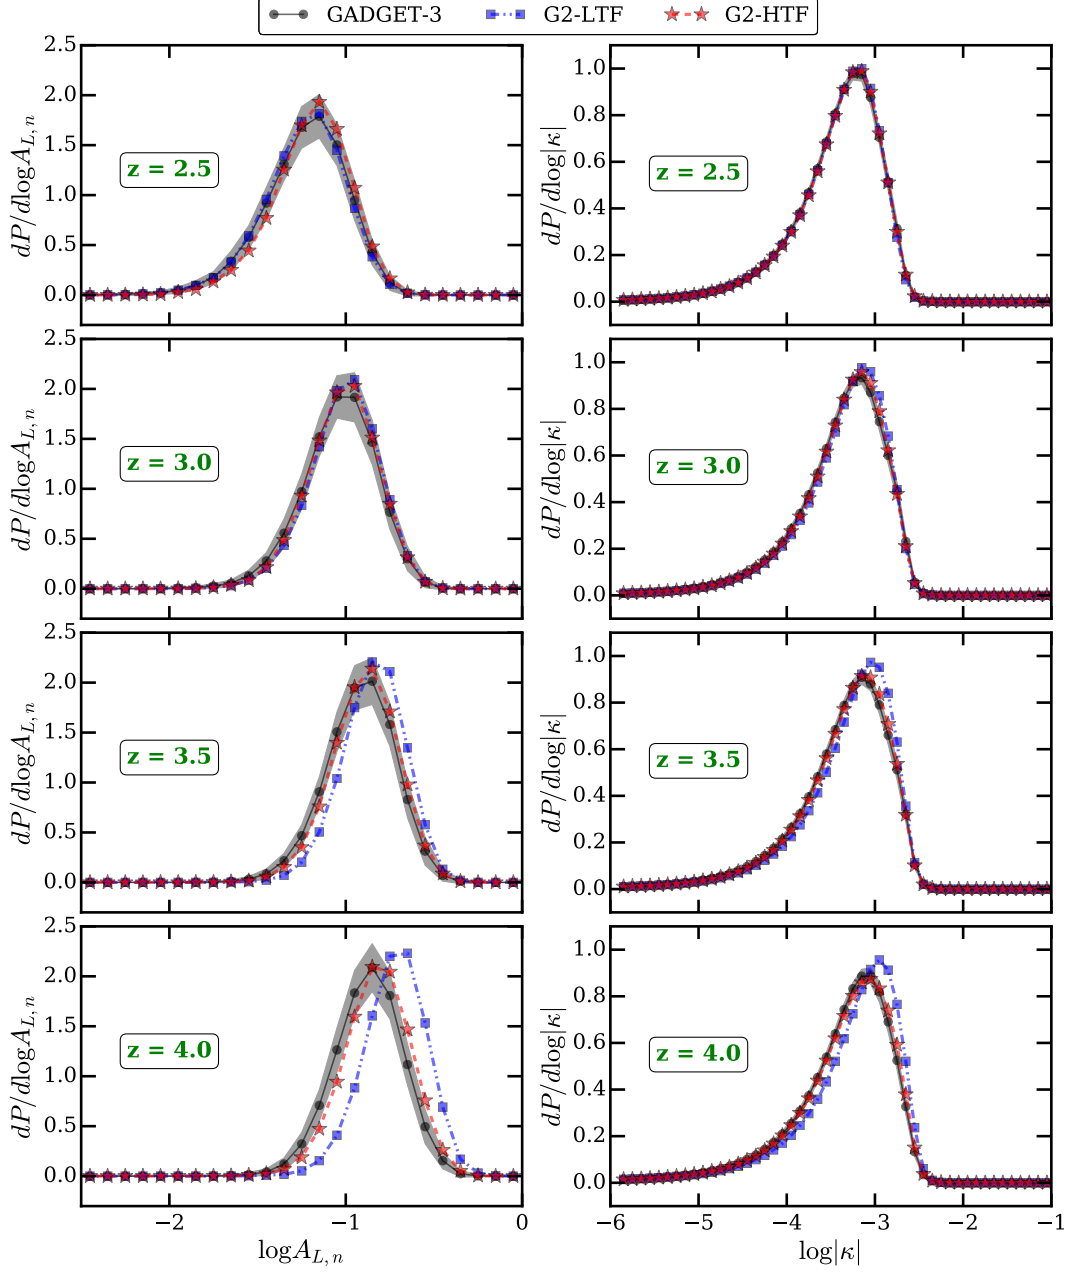 GADGET-3 G2-LTF G2-HTF
2.5
2.0
1.5
1.0
0.5
0.0
dP/dlogA_{L,n}
z = 2.5
1.0
0.8
0.6
0.4
0.2
0.0
dP/dlog|κ|
z = 2.5
2.5
2.0
1.5
1.0
0.5
0.0
dP/dlogA_{L,n}
z = 3.0
1.0
0.8
0.6
0.4
0.2
0.0
dP/dlog|κ|
z = 3.0
2.5
2.0
1.5
1.0
0.5
0.0
dP/dlogA_{L,n}
z = 3.5
1.0
0.8
0.6
0.4
0.2
0.0
dP/dlog|κ|
z = 3.5
2.5
2.0
1.5
1.0
0.5
0.0
dP/dlogA_{L,n}
z = 4.0
−2 −1 0
logA_{L,n}
1.0
0.8
0.6
0.4
0.2
0.0
dP/dlog|κ|
z = 4.0
−6 −5 −4 −3 −2 −1
log|κ|